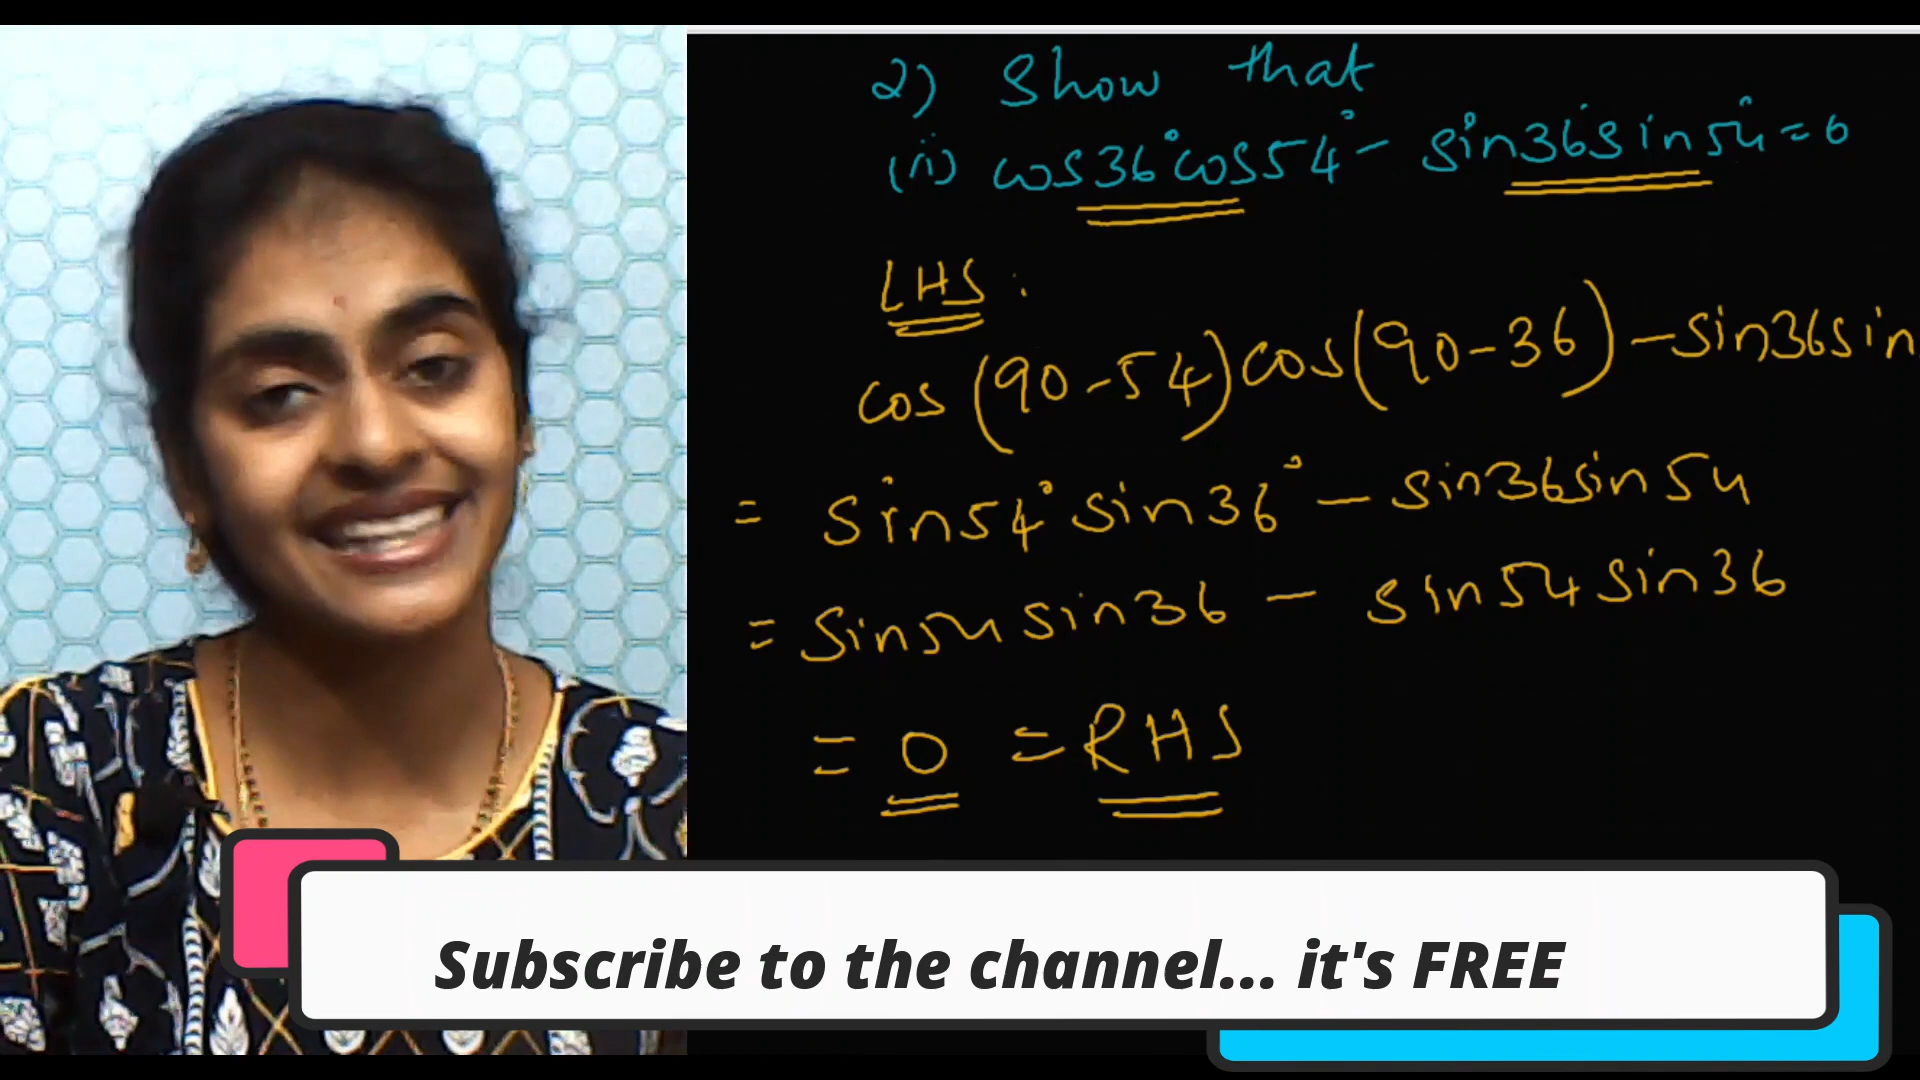 2) Show that
(ii) cos36°cos54° - sin36sin54 = 0
LHS :
cos (90-54) cos (90-36) - sin36sin
= sin54° sin36° - sin36sin54
= sin54 sin36 - sin54 sin36
= 0 = RHS
Subscribe to the channel... it's FREE